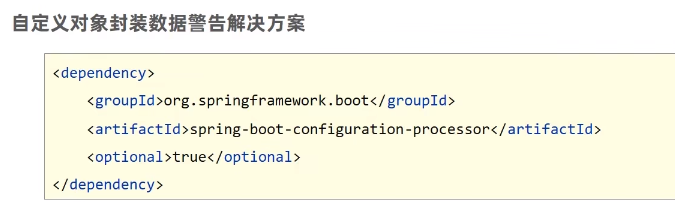 自定义对象封装数据警告解决方案
<dependency>
    <groupId>org.springframework.boot</groupId>
    <artifactId>spring-boot-configuration-processor</artifactId>
    <optional>true</optional>
</dependency>